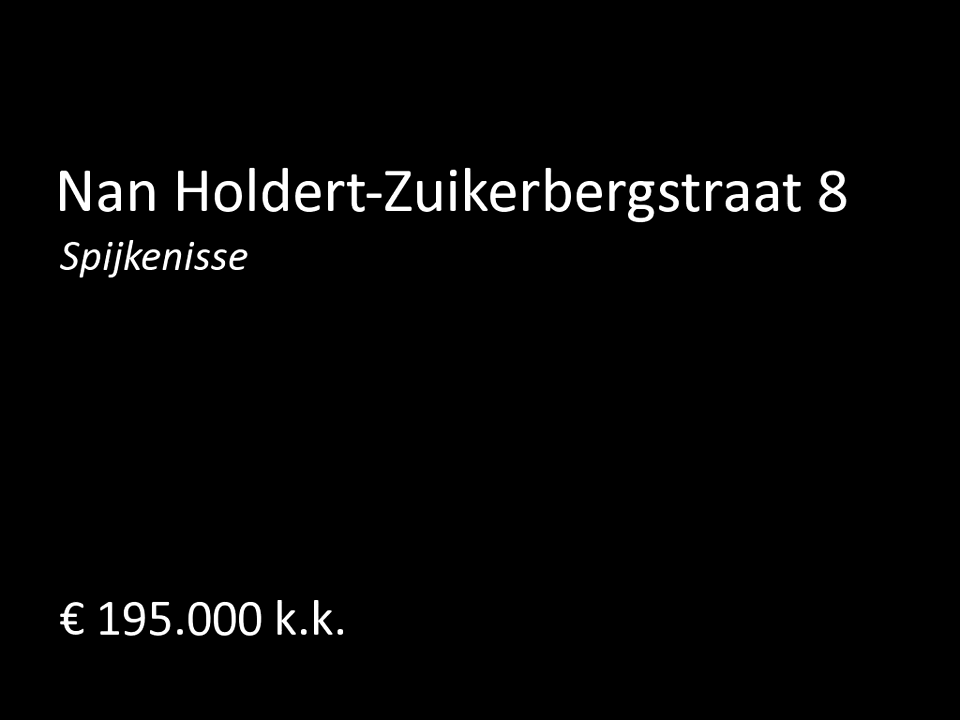 Nan Holdert-Zuikerbergstraat 8
Spijkenisse
€ 195.000 k.k.